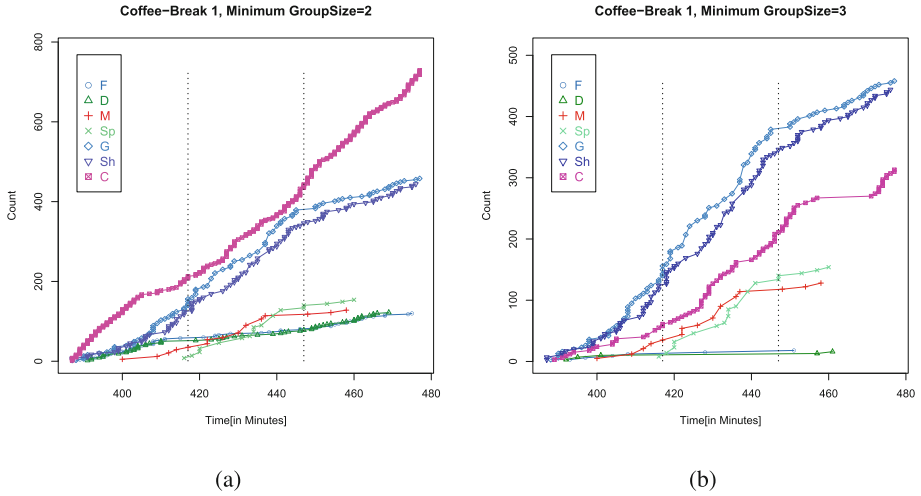 Coffee−Break 1, Minimum GroupSize=2
800
600
400
200
0
Count
F
D
M
Sp
G
Sh
C
400
420
440
460
480
Time[in Minutes]
(a)
Coffee−Break 1, Minimum GroupSize=3
500
400
300
200
100
0
Count
F
D
M
Sp
G
Sh
C
400
420
440
460
480
Time[in Minutes]
(b)